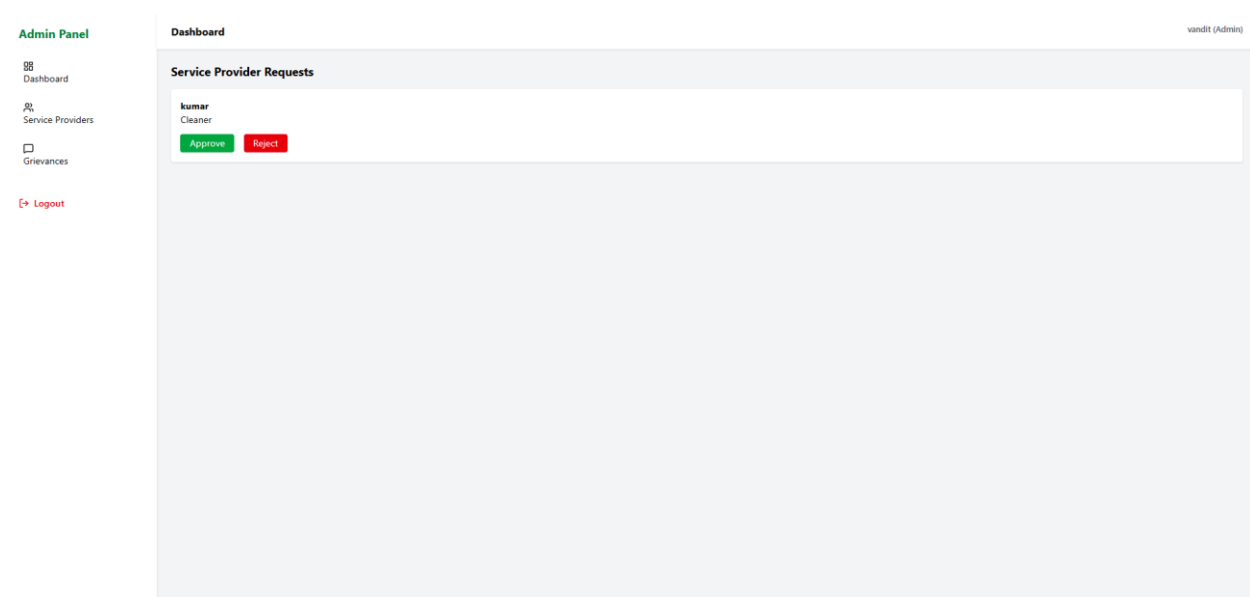 Admin Panel
Dashboard
Service Providers
Grievances
Logout
Dashboard
vandit (Admin)
Service Provider Requests
kumar
Cleaner
Approve
Reject